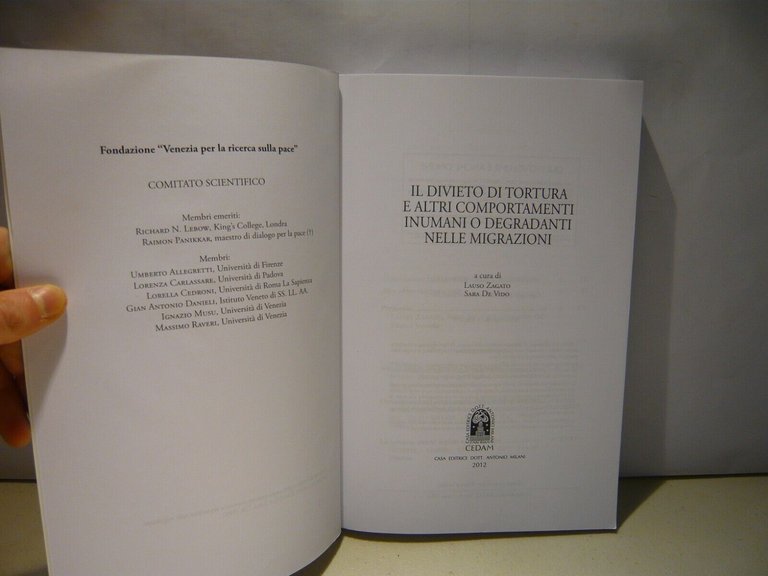 Fondazione “Venezia per la ricerca sulla pace”
COMITATO SCIENTIFICO
Membri emeriti:
RICHARD N. LEBOW, King's College, Londra
RAIMON PANIKKAR, maestro di dialogo per la pace (†)
Membri:
UMBERTO ALLEGRETTI, Università di Firenze
LORENZA CARLASSARE, Università di Padova
LORELLA CEDRONI, Università di Roma La Sapienza
GIAN ANTONIO DANIELI, Istituto Veneto di SS. LL. AA.
IGNAZIO MUSU, Università di Venezia
MASSIMO RAVERI, Università di Venezia
IL DIVIETO DI TORTURA
E ALTRI COMPORTAMENTI
INUMANI O DEGRADANTI
NELLE MIGRAZIONI
a cura di
LAUSO ZAGATO
SARA DE VIDO
CEDAM
CASA EDITRICE DOTT. ANTONIO MILANI
2012